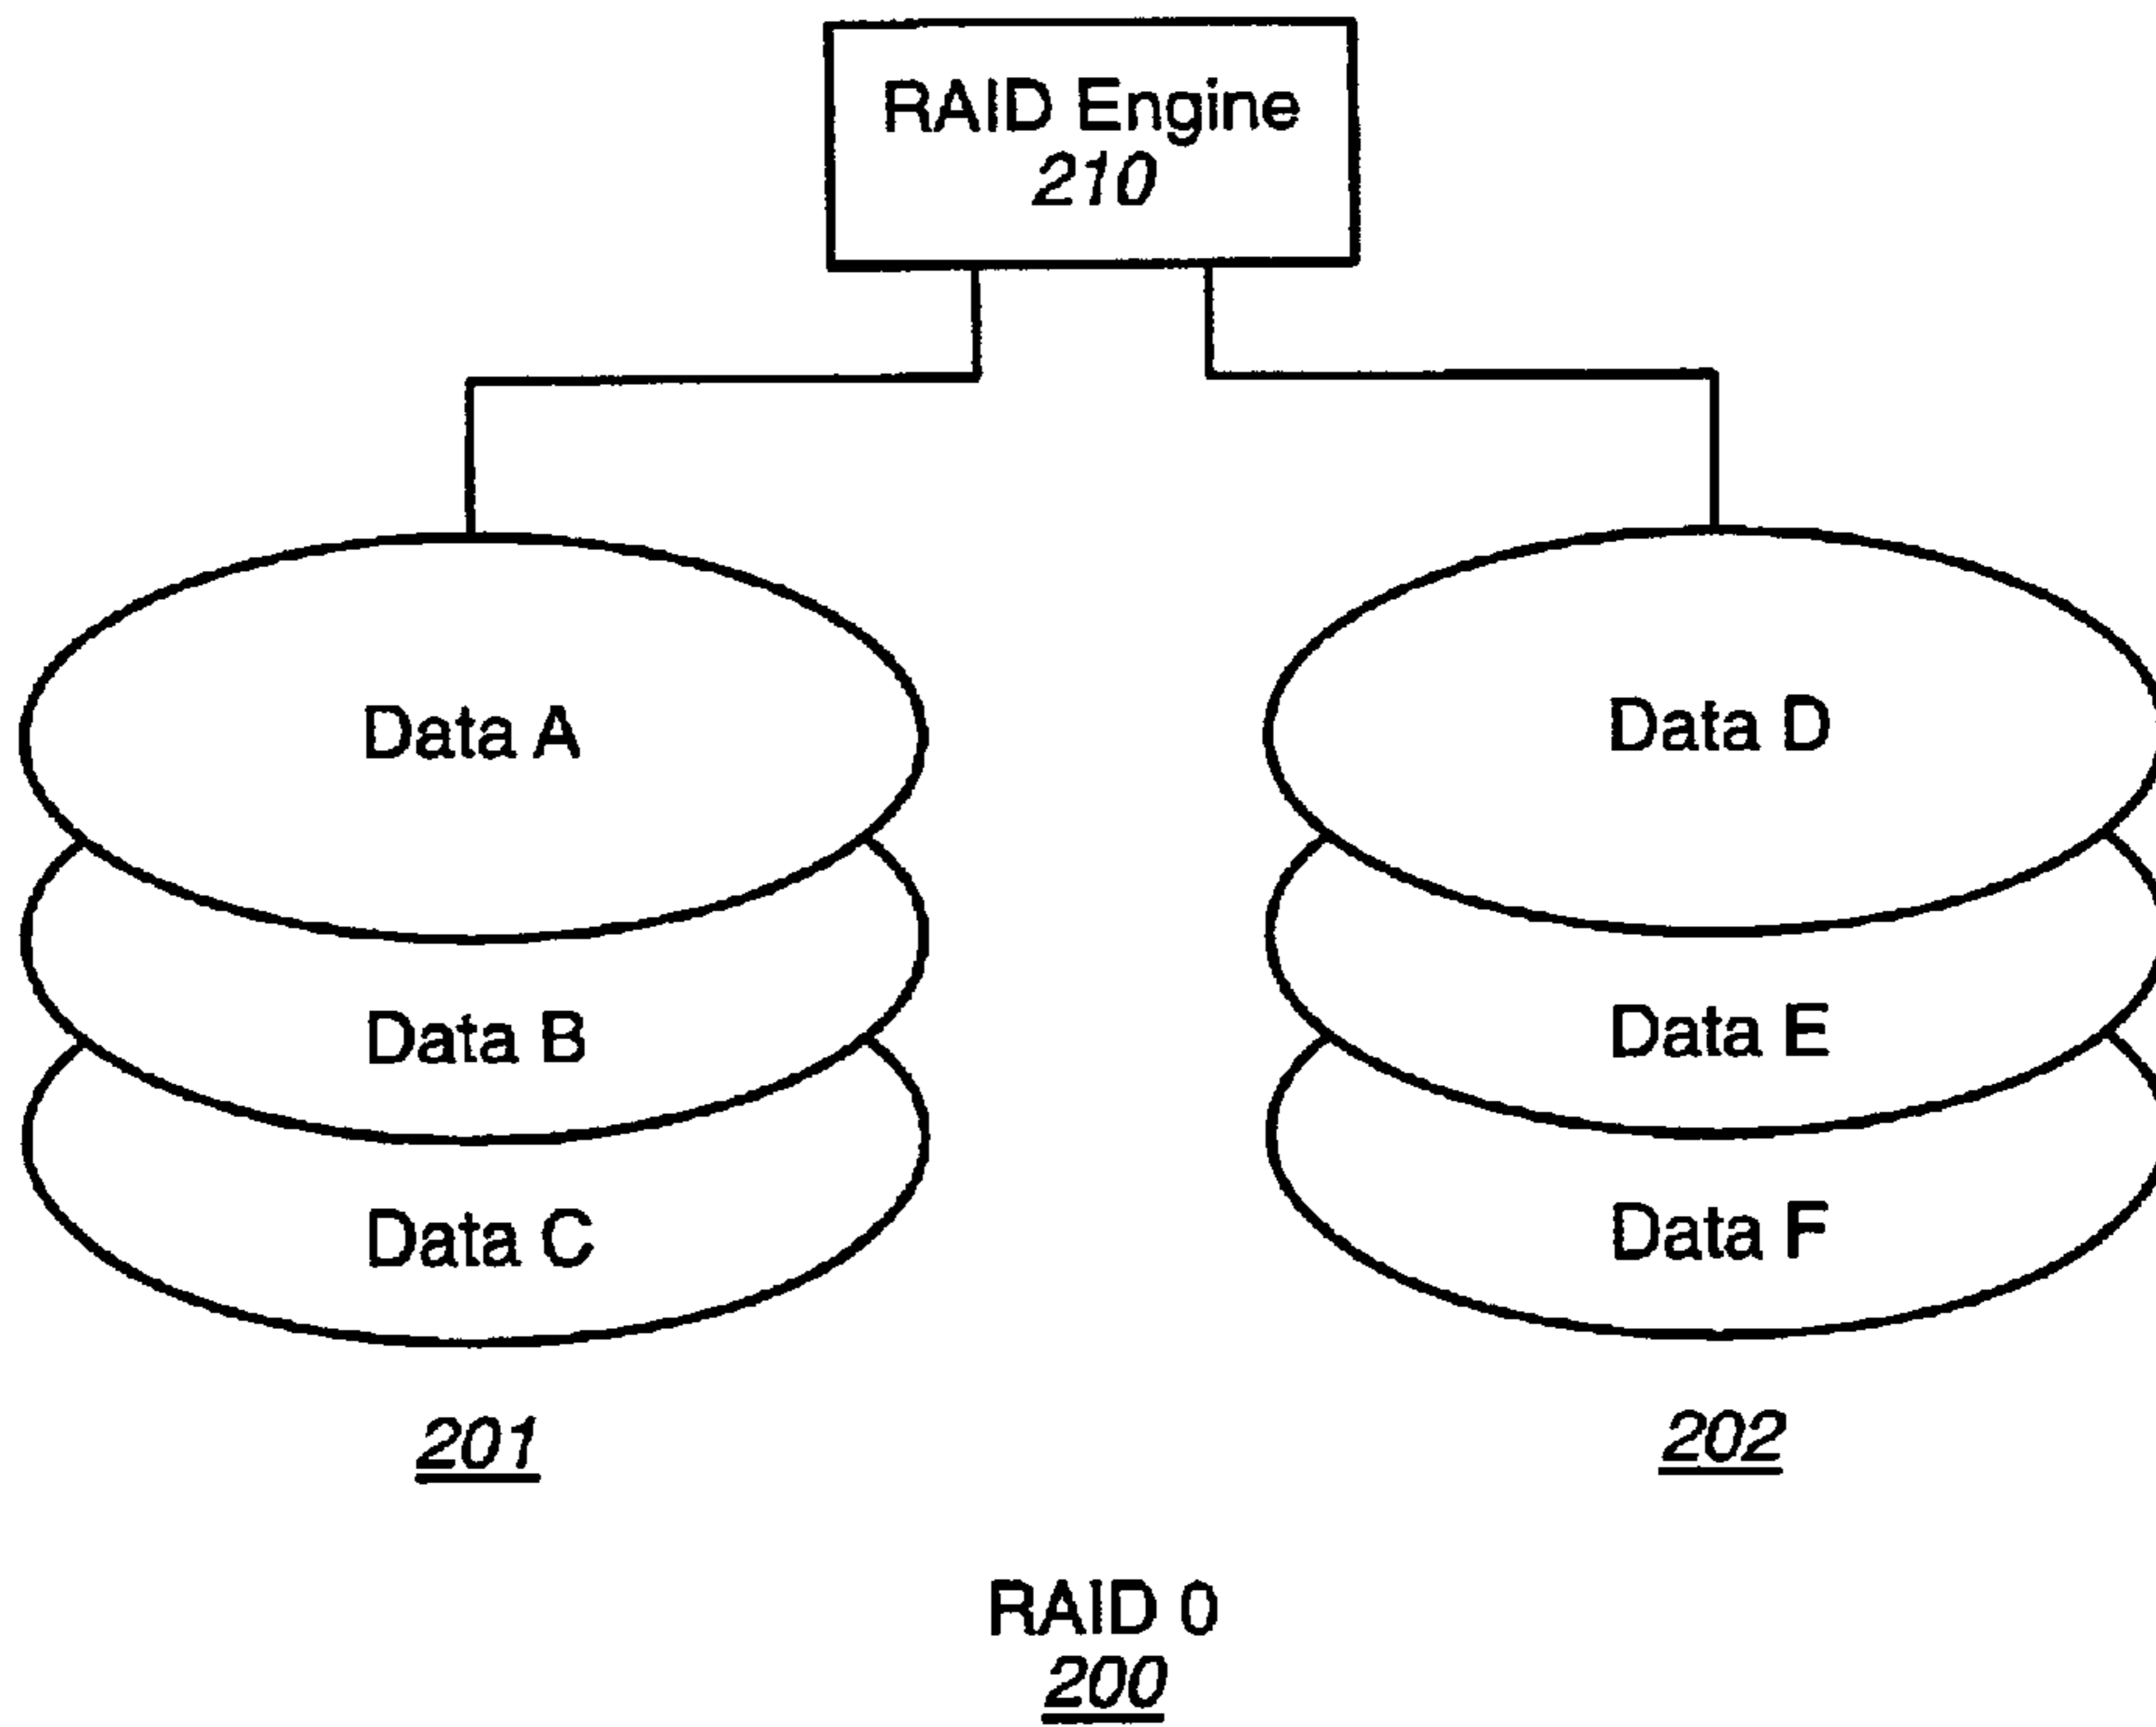 RAID Engine
210
Data A
Data B
Data C
201
Data D
Data E
Data F
202
RAID 0
200